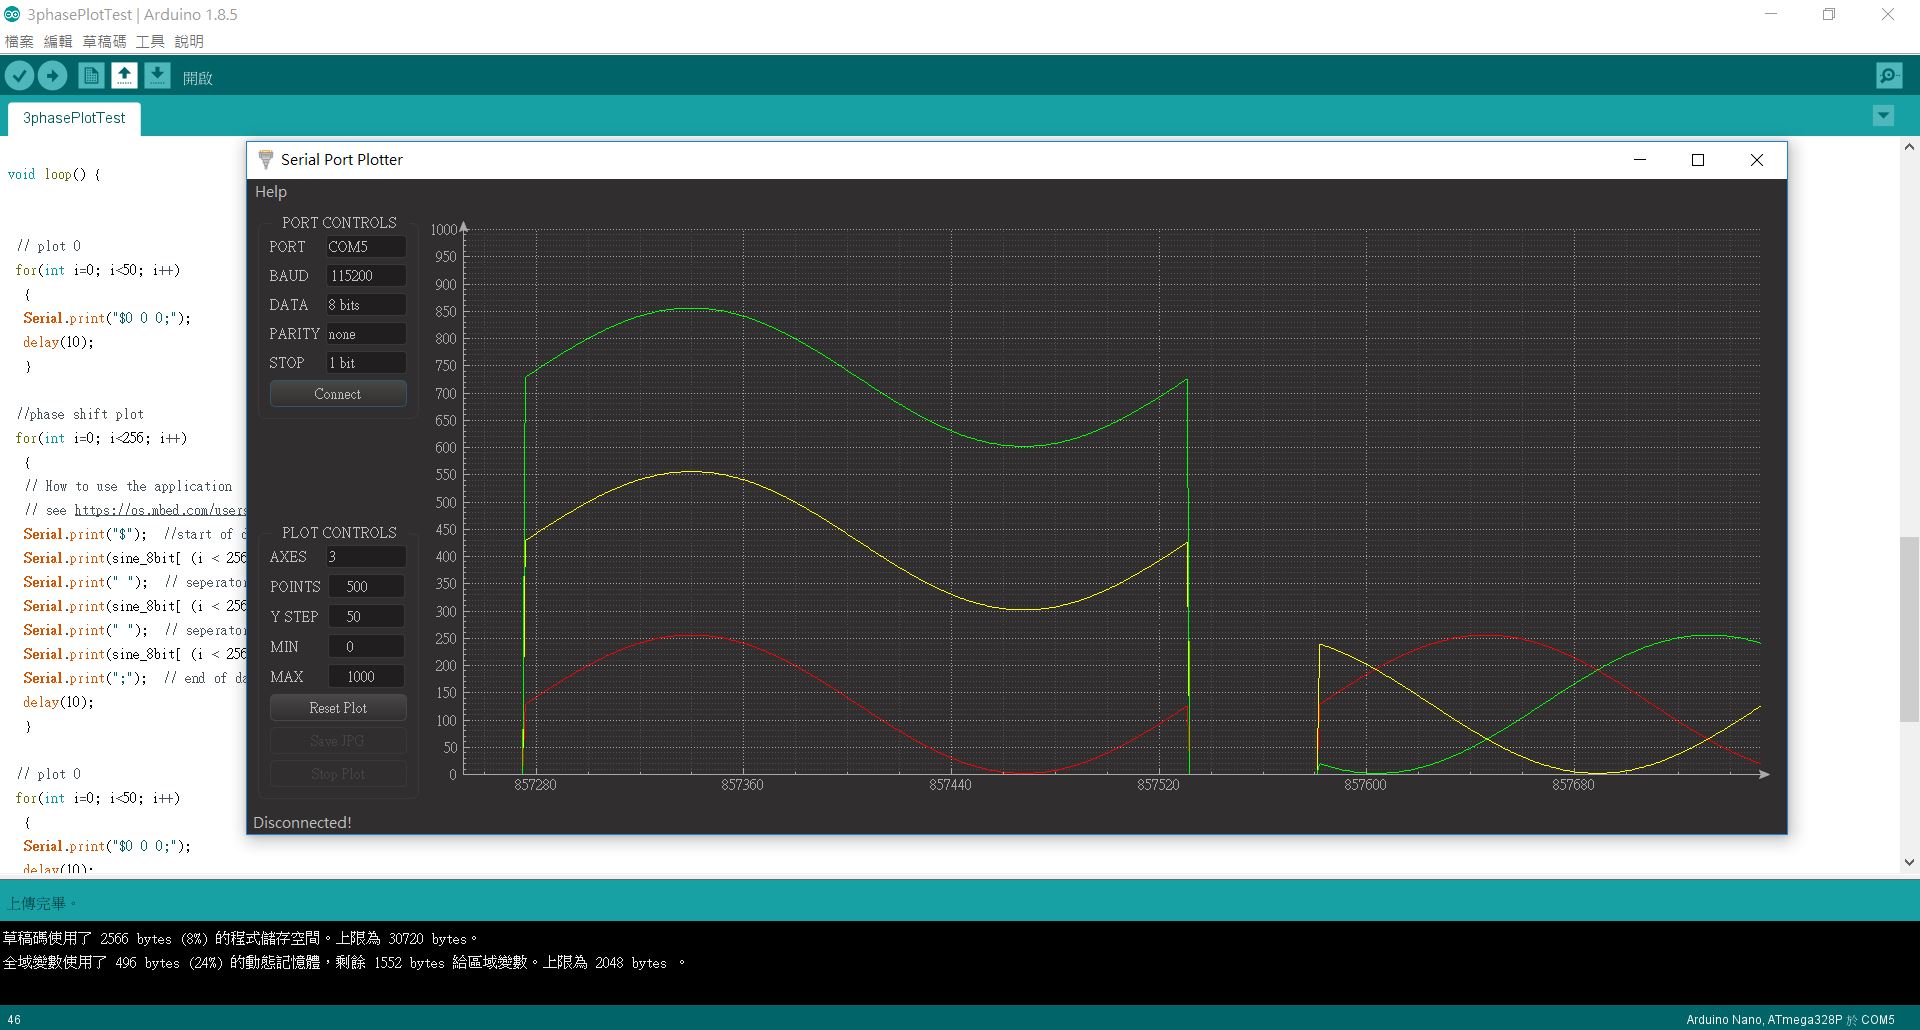 3phasePlotTest | Arduino 1.8.5
檔案 編輯 草稿碼 工具 說明
開啟
3phasePlotTest
void loop() {
// plot 0
for(int i=0; i<50; i++)
{
Serial.print("$0 0 0;");
delay(10);
}
//phase shift plot
for(int i=0; i<256; i++)
{
// How to use the application
// see https://os.mbed.com/users
Serial.print("$"); //start of d
Serial.print(sine_8bit[ (i < 256
Serial.print(" "); // seperator
Serial.print(sine_8bit[ (i < 256
Serial.print(" "); // seperator
Serial.print(sine_8bit[ (i < 256
Serial.print(";"); // end of da
delay(10);
}
// plot 0
for(int i=0; i<50; i++)
{
Serial.print("$0 0 0;");
delay(10);
Serial Port Plotter
Help
PORT CONTROLS
PORT COM5
BAUD 115200
DATA 8 bits
PARITY none
STOP 1 bit
Connect
PLOT CONTROLS
AXES 3
POINTS 500
Y STEP 50
MIN 0
MAX 1000
Reset Plot
Save JPG
Stop Plot
1000
950
900
850
800
750
700
650
600
550
500
450
400
350
300
250
200
150
100
50
0
857280 857360 857440 857520 857600 857680
Disconnected!
上傳完畢。
草稿碼使用了 2566 bytes (8%) 的程式儲存空間。上限為 30720 bytes。
全域變數使用了 496 bytes (24%) 的動態記憶體，剩餘 1552 bytes 給區域變數。上限為 2048 bytes 。
46
Arduino Nano, ATmega328P 於 COM5